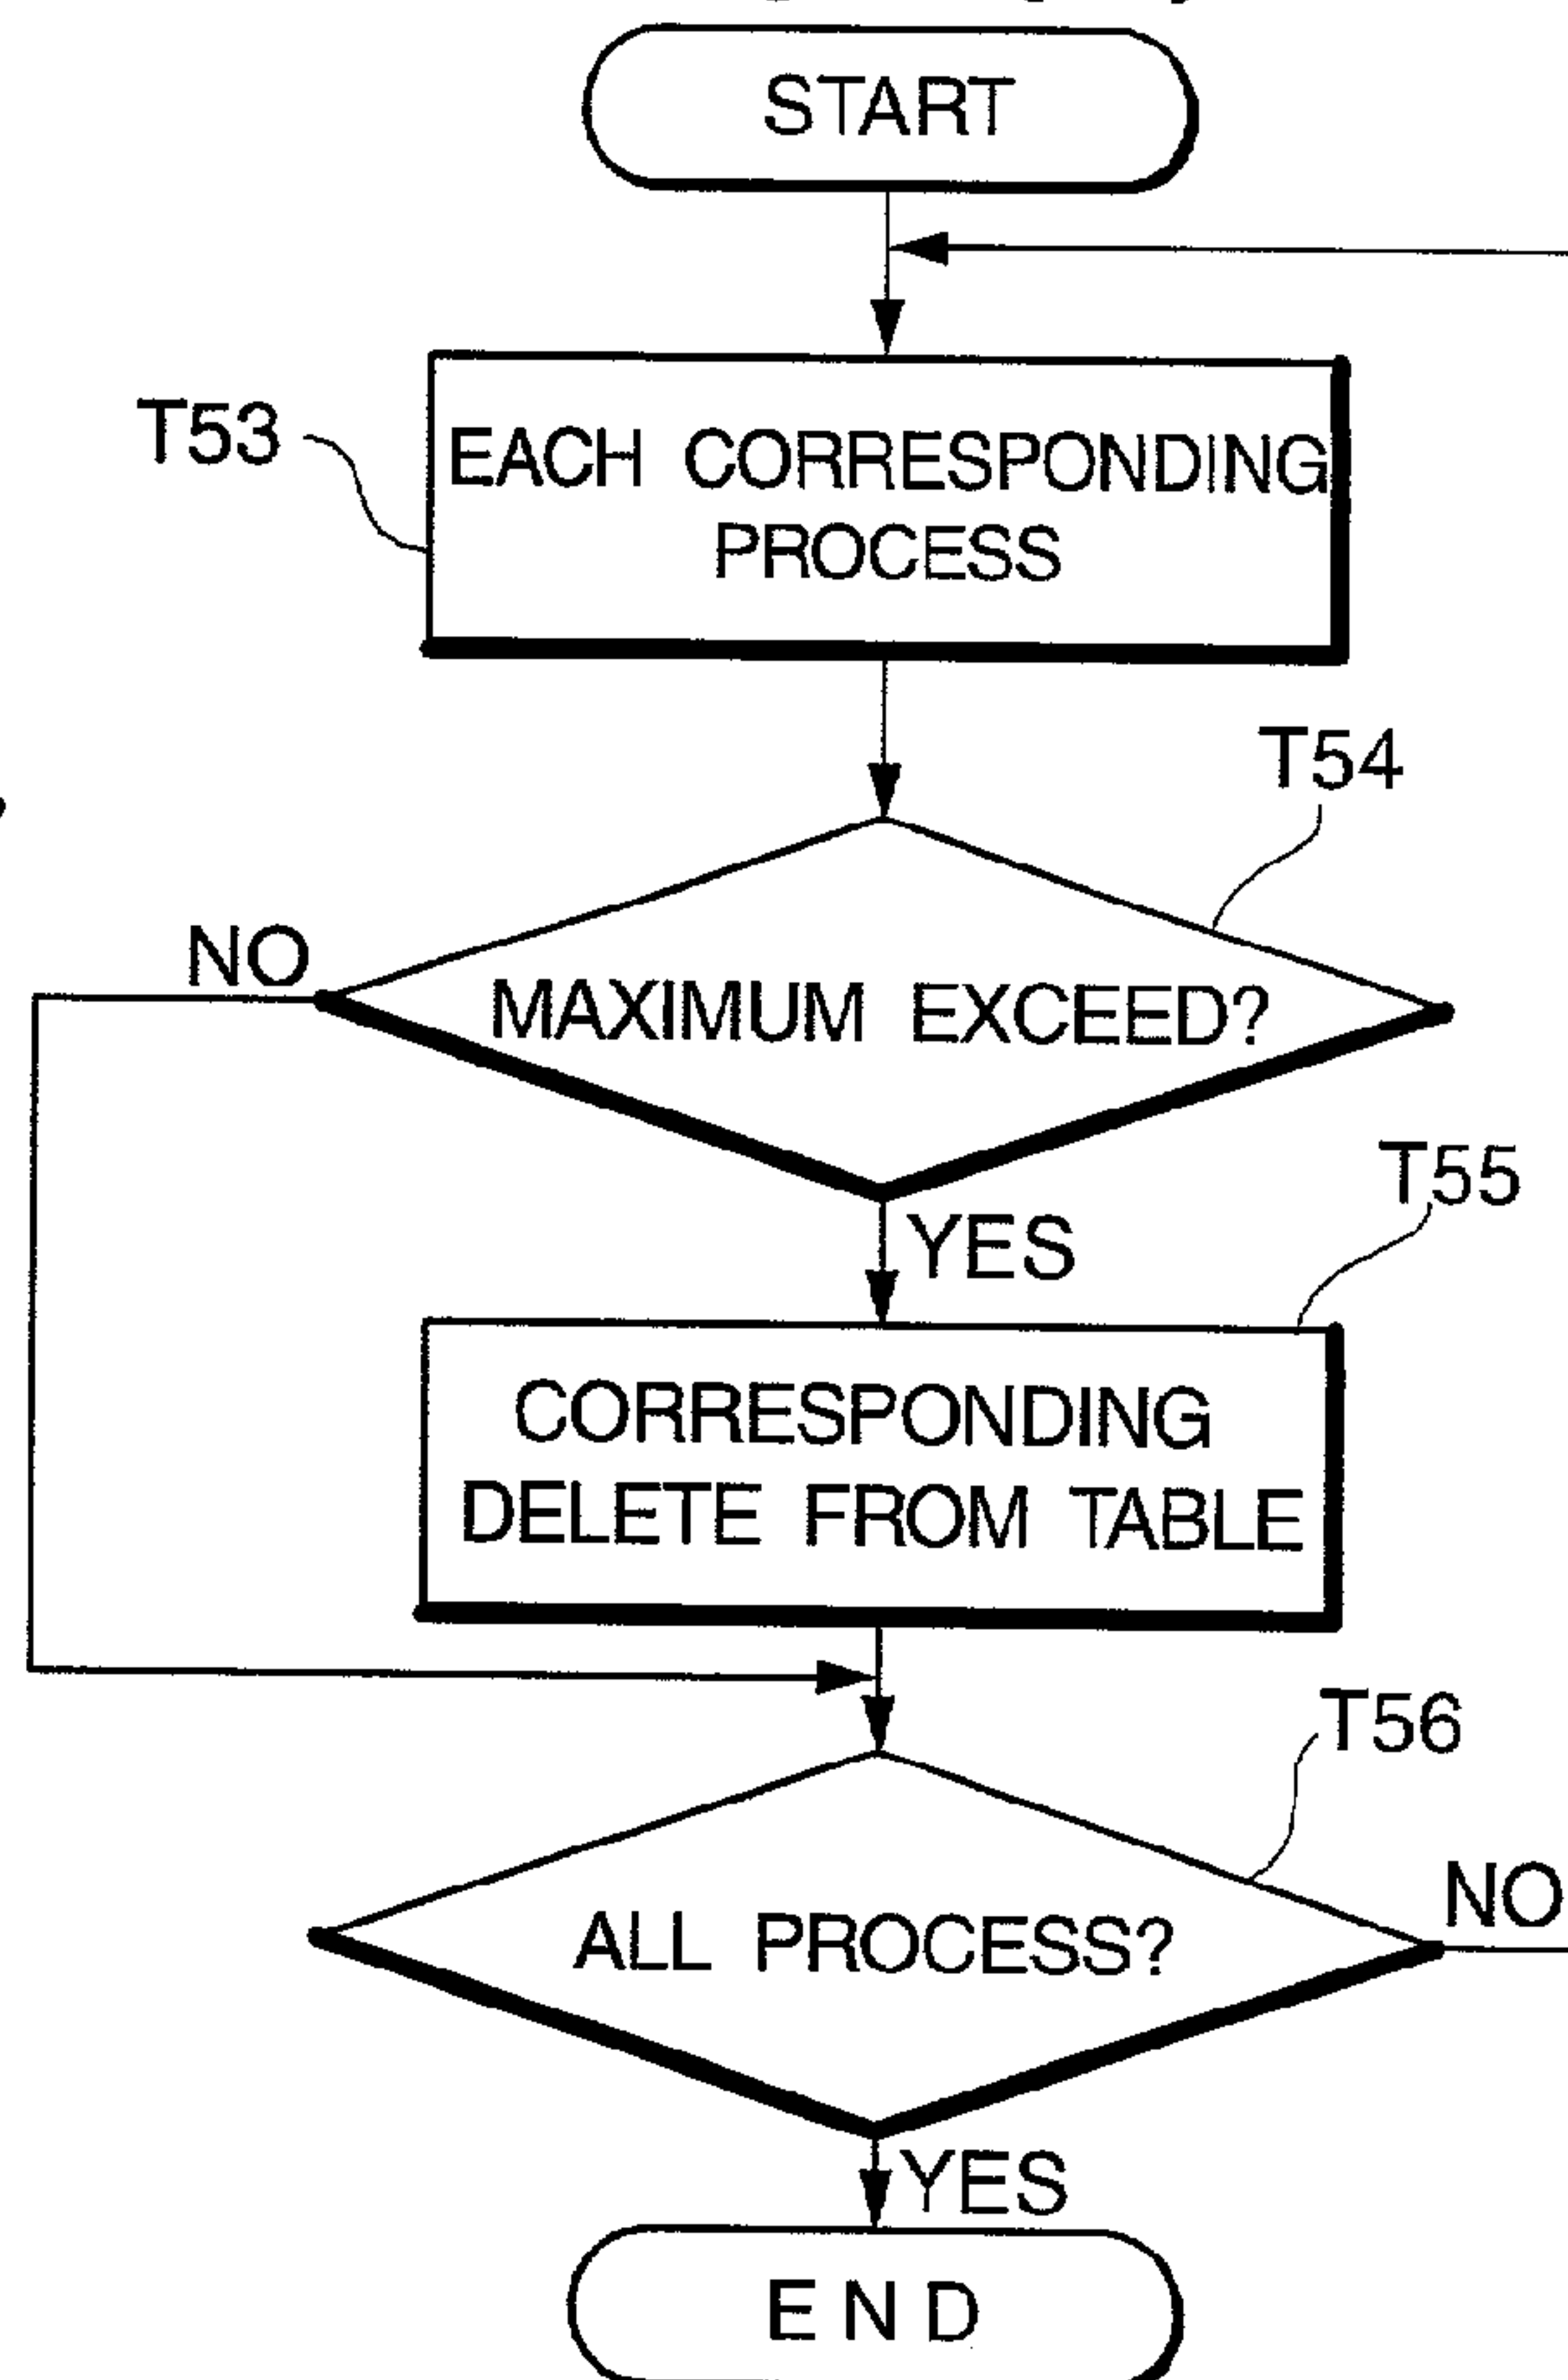 START
T53
EACH CORRESPONDING
PROCESS
T54
NO
MAXIMUM EXCEED?
T55
YES
CORRESPONDING
DELETE FROM TABLE
T56
NO
ALL PROCESS?
YES
END